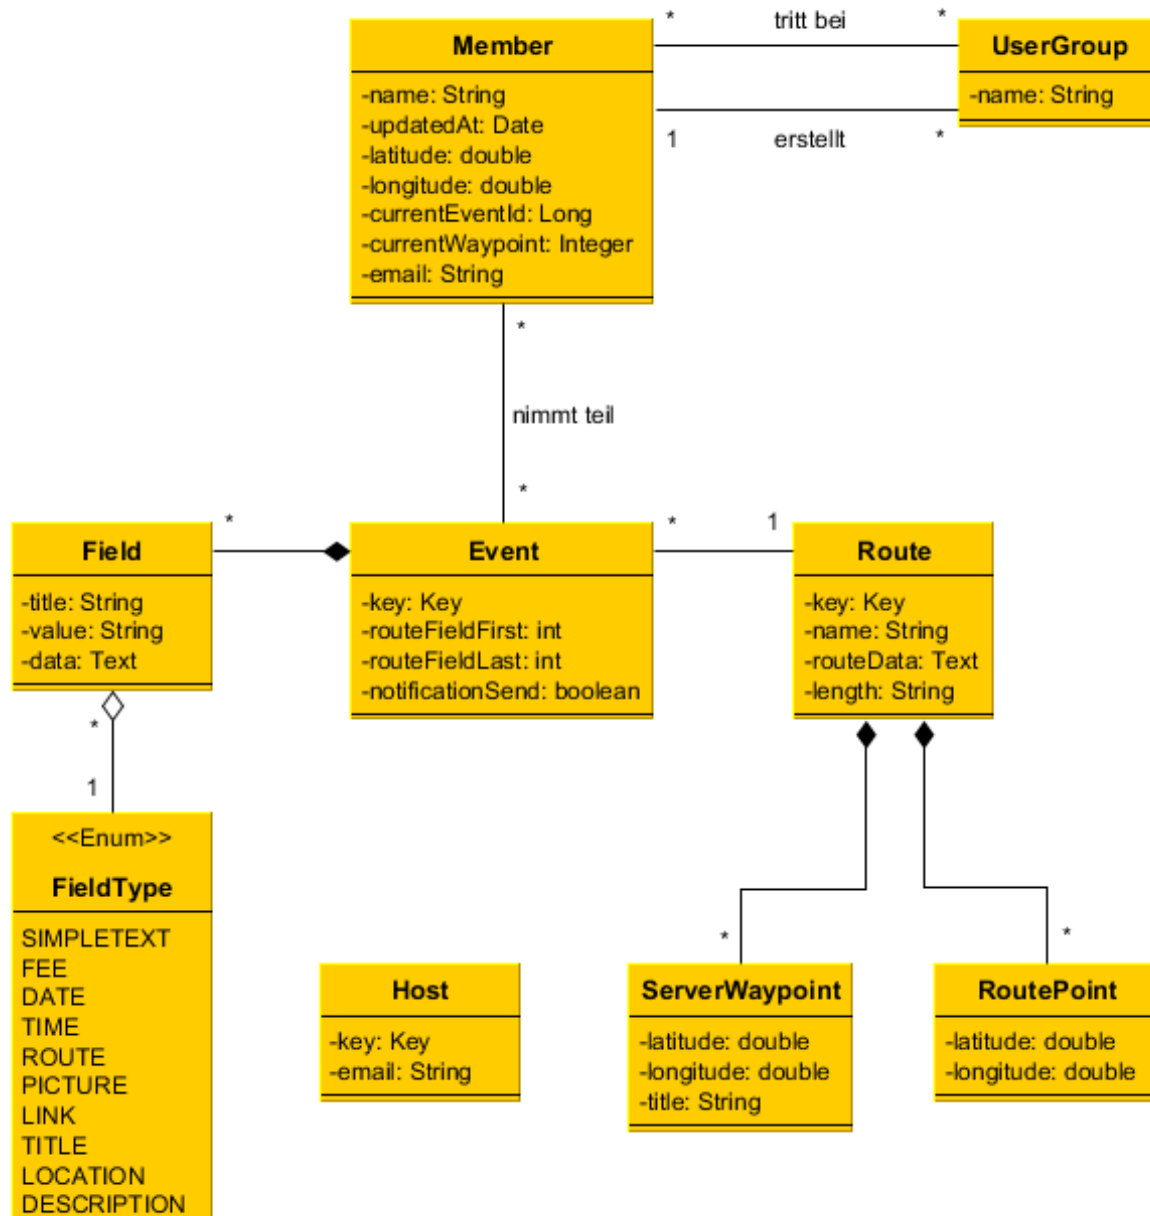 Member
-name: String
-updatedAt: Date
-latitude: double
-longitude: double
-currentEventId: Long
-currentWaypoint: Integer
-email: String
* tritt bei *
1 erstellt *
UserGroup
-name: String
*
nimmt teil
*
Field
-title: String
-value: String
-data: Text
*
Event
-key: Key
-routeFieldFirst: int
-routeFieldLast: int
-notificationSend: boolean
* 1
Route
-key: Key
-name: String
-routeData: Text
-length: String
*
1
<<Enum>>
FieldType
SIMPLETEXT
FEE
DATE
TIME
ROUTE
PICTURE
LINK
TITLE
LOCATION
DESCRIPTION
Host
-key: Key
-email: String
*
ServerWaypoint
-latitude: double
-longitude: double
-title: String
*
RoutePoint
-latitude: double
-longitude: double